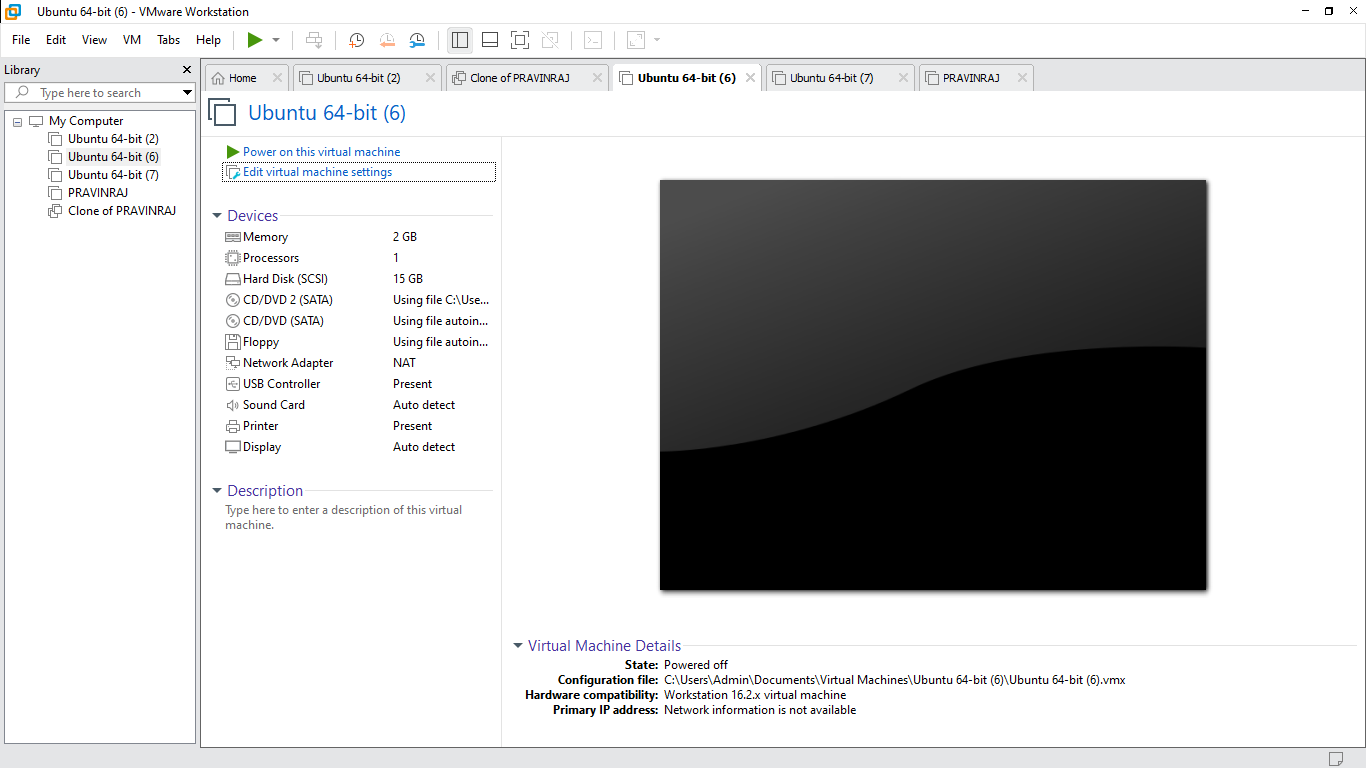 Ubuntu 64-bit (6) - VMware Workstation
File Edit View VM Tabs Help
Library
Type here to search
My Computer
Ubuntu 64-bit (2)
Ubuntu 64-bit (6)
Ubuntu 64-bit (7)
PRAVINRAJ
Clone of PRAVINRAJ
Home Ubuntu 64-bit (2) Clone of PRAVINRAJ Ubuntu 64-bit (6) Ubuntu 64-bit (7) PRAVINRAJ
Ubuntu 64-bit (6)
Power on this virtual machine
Edit virtual machine settings
Devices
Memory 2 GB
Processors 1
Hard Disk (SCSI) 15 GB
CD/DVD 2 (SATA) Using file C:\Use...
CD/DVD (SATA) Using file autoin...
Floppy Using file autoin...
Network Adapter NAT
USB Controller Present
Sound Card Auto detect
Printer Present
Display Auto detect
Description
Type here to enter a description of this virtual
machine.
Virtual Machine Details
State: Powered off
Configuration file: C:\Users\Admin\Documents\Virtual Machines\Ubuntu 64-bit (6)\Ubuntu 64-bit (6).vmx
Hardware compatibility: Workstation 16.2.x virtual machine
Primary IP address: Network information is not available